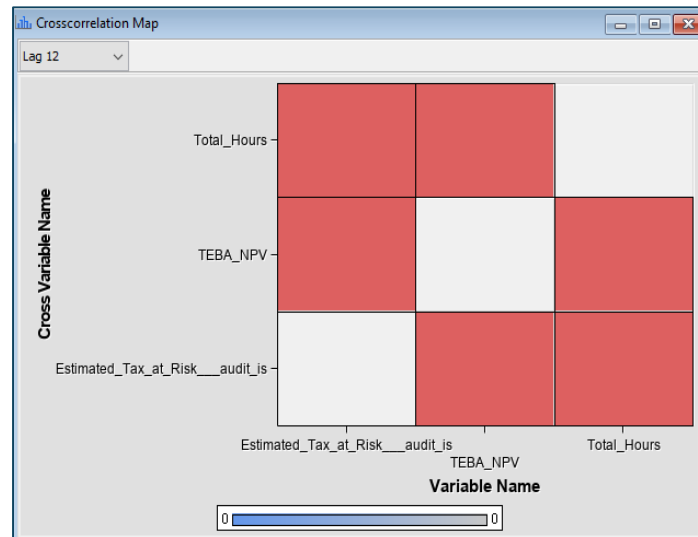 Crosscorrelation Map
Lag 12
Cross Variable Name
Total_Hours
TEBA_NPV
Estimated_Tax_at_Risk___audit_is
Estimated_Tax_at_Risk___audit_is
TEBA_NPV
Total_Hours
Variable Name
0 0